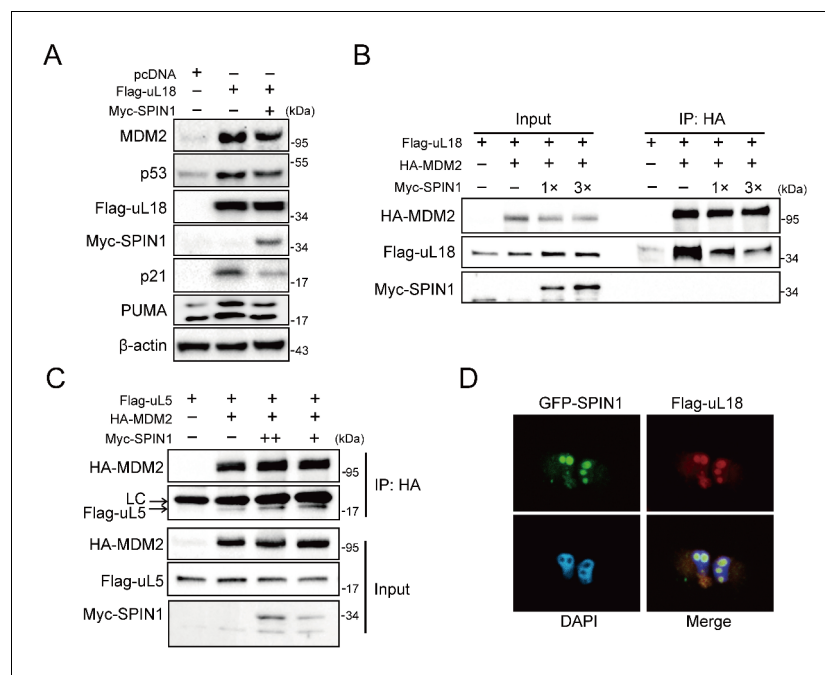 A
pcDNA + – –
Flag-uL18 – + +
Myc-SPIN1 – – + (kDa)
MDM2 -95
-55
p53
Flag-uL18 -34
Myc-SPIN1 -34
p21 -17
PUMA -17
β-actin -43
B
Input IP: HA
Flag-uL18 + + + + + + + +
HA-MDM2 – + + + – + + +
Myc-SPIN1 – – 1× 3× – – 1× 3× (kDa)
HA-MDM2 -95
Flag-uL18 -34
Myc-SPIN1 -34
C
Flag-uL5 + + + +
HA-MDM2 – + + +
Myc-SPIN1 – – ++ + (kDa)
HA-MDM2 -95
IP: HA
LC
Flag-uL5 -17
HA-MDM2 -95
Flag-uL5 -17
Input
Myc-SPIN1 -34
D
GFP-SPIN1 Flag-uL18
DAPI Merge